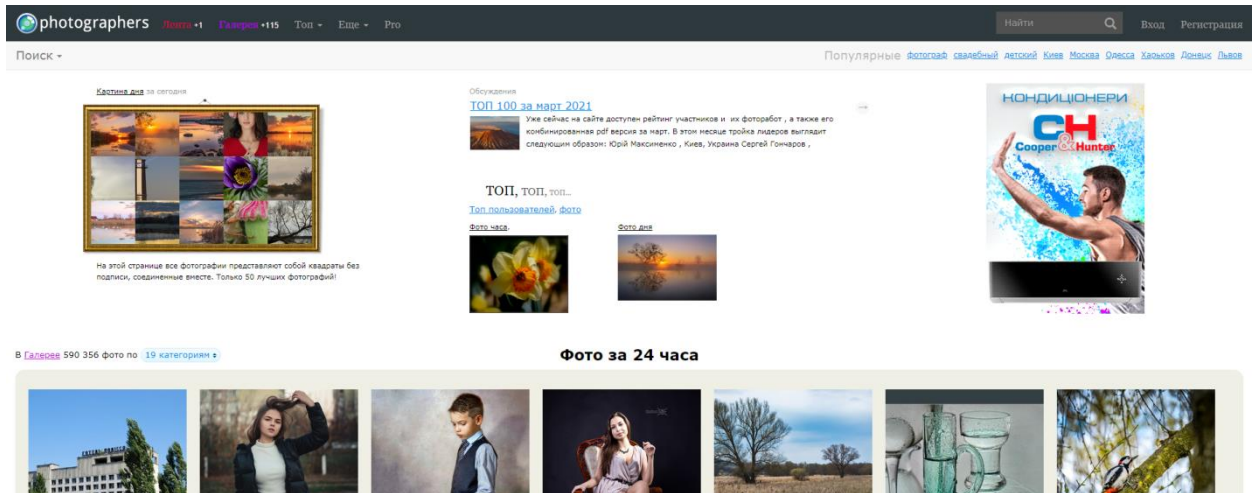 photographers Лента +1 Галерея +115 Топ Еще Pro Найти Вход Регистрация
Поиск Популярные фотограф свадебный детский Киев Москва Одесса Харьков Донецк Львов
Картина дня за сегодня
На этой странице все фотографии представляют собой квадраты без
подписи, соединенные вместе. Только 50 лучших фотографий!
Обсуждения
ТОП 100 за март 2021 →
Уже сейчас на сайте доступен рейтинг участников и их фоторабот , а также его
комбинированная pdf версия за март. В этом месяце тройка лидеров выглядит
следующим образом: Юрій Максименко , Киев, Украина Сергей Гончаров ,
ТОП, ТОП, топ...
Топ пользователей, фото
Фото часа. Фото дня
КОНДИЦІОНЕРИ
CH
Cooper&Hunter
В Галерее 590 356 фото по 19 категориям
Фото за 24 часа